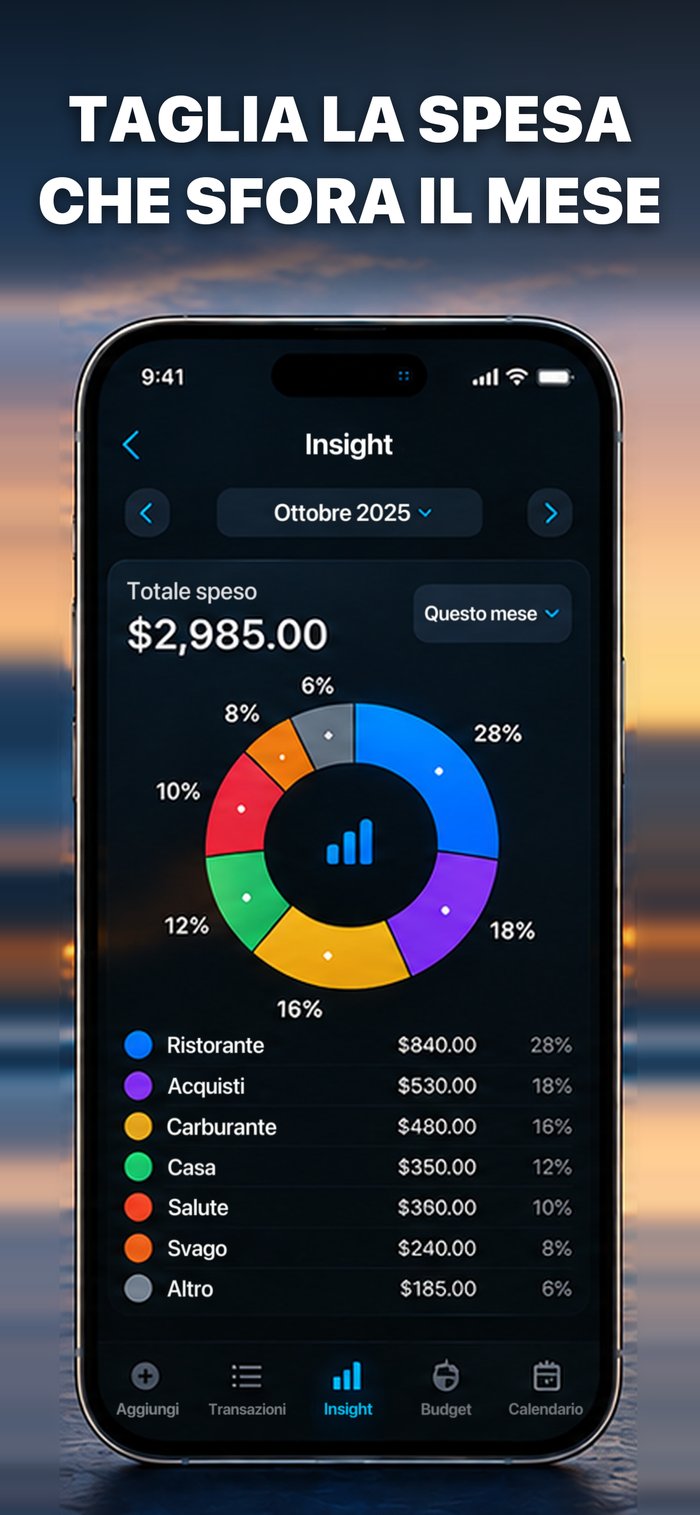 TAGLIA LA SPESA
CHE SFORA IL MESE
9:41
Insight
Ottobre 2025
Totale speso
$2,985.00
Questo mese
6%
8%
28%
10%
12%
18%
16%
Ristorante $840.00 28%
Acquisti $530.00 18%
Carburante $480.00 16%
Casa $350.00 12%
Salute $360.00 10%
Svago $240.00 8%
Altro $185.00 6%
Aggiungi Transazioni Insight Budget Calendario